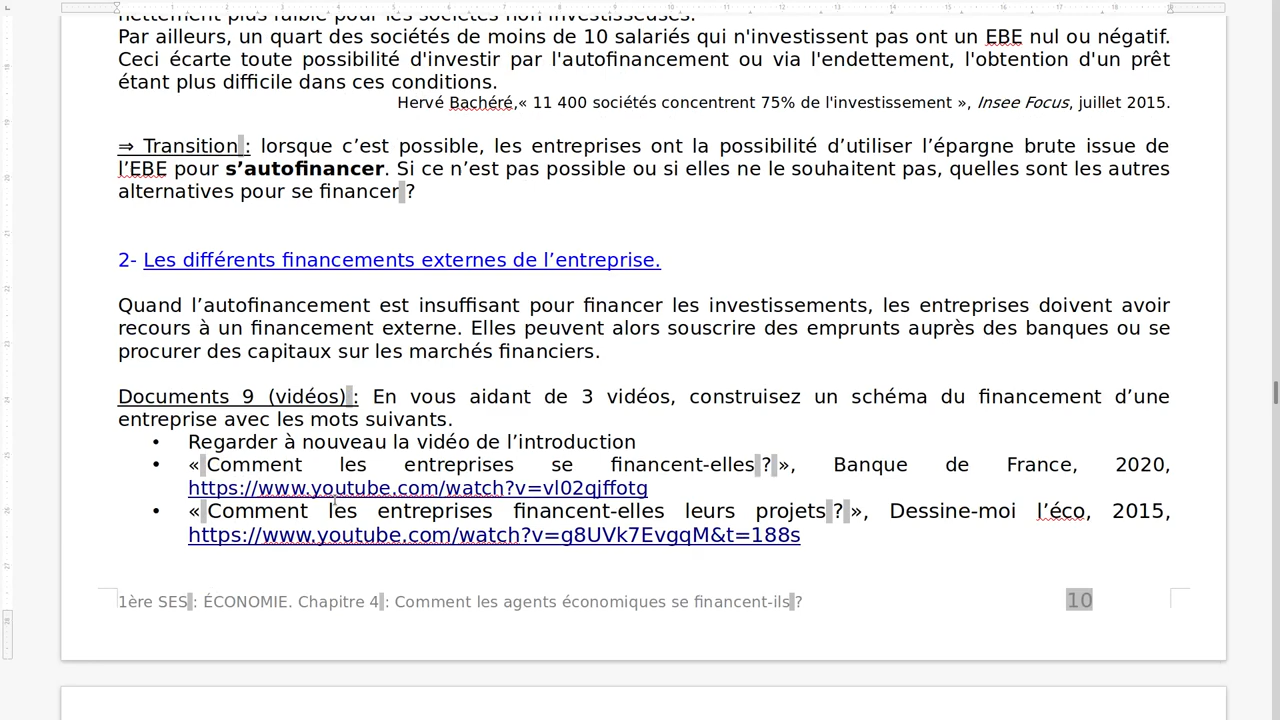 nettement plus faible pour les sociétés non investisseuses.
Par ailleurs, un quart des sociétés de moins de 10 salariés qui n'investissent pas ont un EBE nul ou négatif.
Ceci écarte toute possibilité d'investir par l'autofinancement ou via l'endettement, l'obtention d'un prêt
étant plus difficile dans ces conditions.
Hervé Bachéré,« 11 400 sociétés concentrent 75% de l'investissement », Insee Focus, juillet 2015.
⇒ Transition : lorsque c’est possible, les entreprises ont la possibilité d’utiliser l’épargne brute issue de
l’EBE pour s’autofinancer. Si ce n’est pas possible ou si elles ne le souhaitent pas, quelles sont les autres
alternatives pour se financer ?
2- Les différents financements externes de l’entreprise.
Quand l’autofinancement est insuffisant pour financer les investissements, les entreprises doivent avoir
recours à un financement externe. Elles peuvent alors souscrire des emprunts auprès des banques ou se
procurer des capitaux sur les marchés financiers.
Documents 9 (vidéos) : En vous aidant de 3 vidéos, construisez un schéma du financement d’une
entreprise avec les mots suivants.
• Regarder à nouveau la vidéo de l’introduction
• « Comment les entreprises se financent-elles ? », Banque de France, 2020,
https://www.youtube.com/watch?v=vl02qjffotg
• « Comment les entreprises financent-elles leurs projets ? », Dessine-moi l’éco, 2015,
https://www.youtube.com/watch?v=g8UVk7EvgqM&t=188s
1ère SES : ÉCONOMIE. Chapitre 4 : Comment les agents économiques se financent-ils ? 10